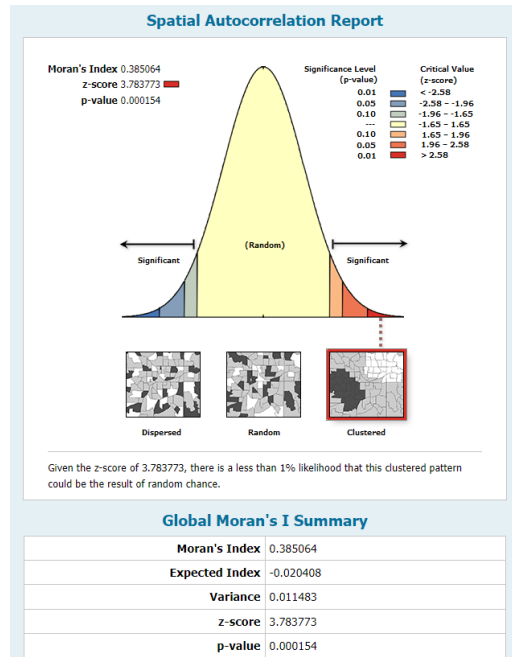 Spatial Autocorrelation Report
Moran's Index 0.385064
z-score 3.783773
p-value 0.000154
Significance Level Critical Value
(p-value) (z-score)
0.01 < -2.58
0.05 -2.58 - -1.96
0.10 -1.96 - -1.65
--- -1.65 - 1.65
0.10 1.65 - 1.96
0.05 1.96 - 2.58
0.01 > 2.58
(Random)
Significant Significant
Dispersed Random Clustered
Given the z-score of 3.783773, there is a less than 1% likelihood that this clustered pattern
could be the result of random chance.
Global Moran's I Summary
Moran's Index 0.385064
Expected Index -0.020408
Variance 0.011483
z-score 3.783773
p-value 0.000154